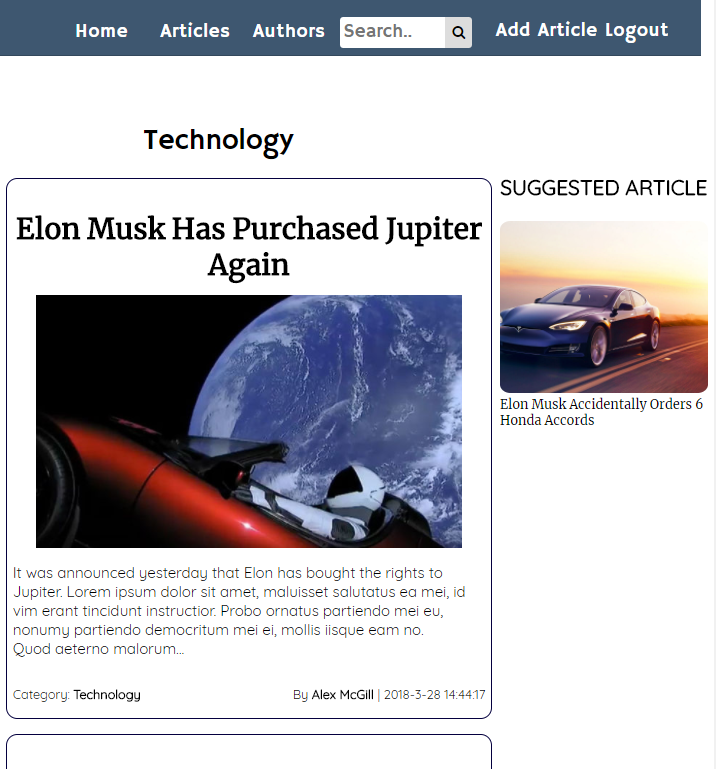 Home Articles Authors Search.. Add Article Logout
Technology
Elon Musk Has Purchased Jupiter
Again
It was announced yesterday that Elon has bought the rights to
Jupiter. Lorem ipsum dolor sit amet, maluisset salutatus ea mei, id
vim erant tincidunt instructior. Probo ornatus partiendo mei eu,
nonumy partiendo democritum mei ei, mollis iisque eam no.
Quod aeterno malorum...
Category: Technology By Alex McGill | 2018-3-28 14:44:17
SUGGESTED ARTICLE
Elon Musk Accidentally Orders 6
Honda Accords